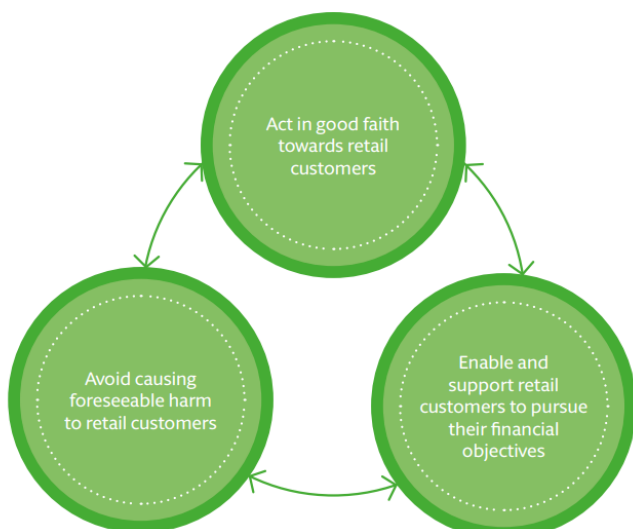 Act in good faith
towards retail
customers
Avoid causing
foreseeable harm
to retail customers
Enable and
support retail
customers to pursue
their financial
objectives